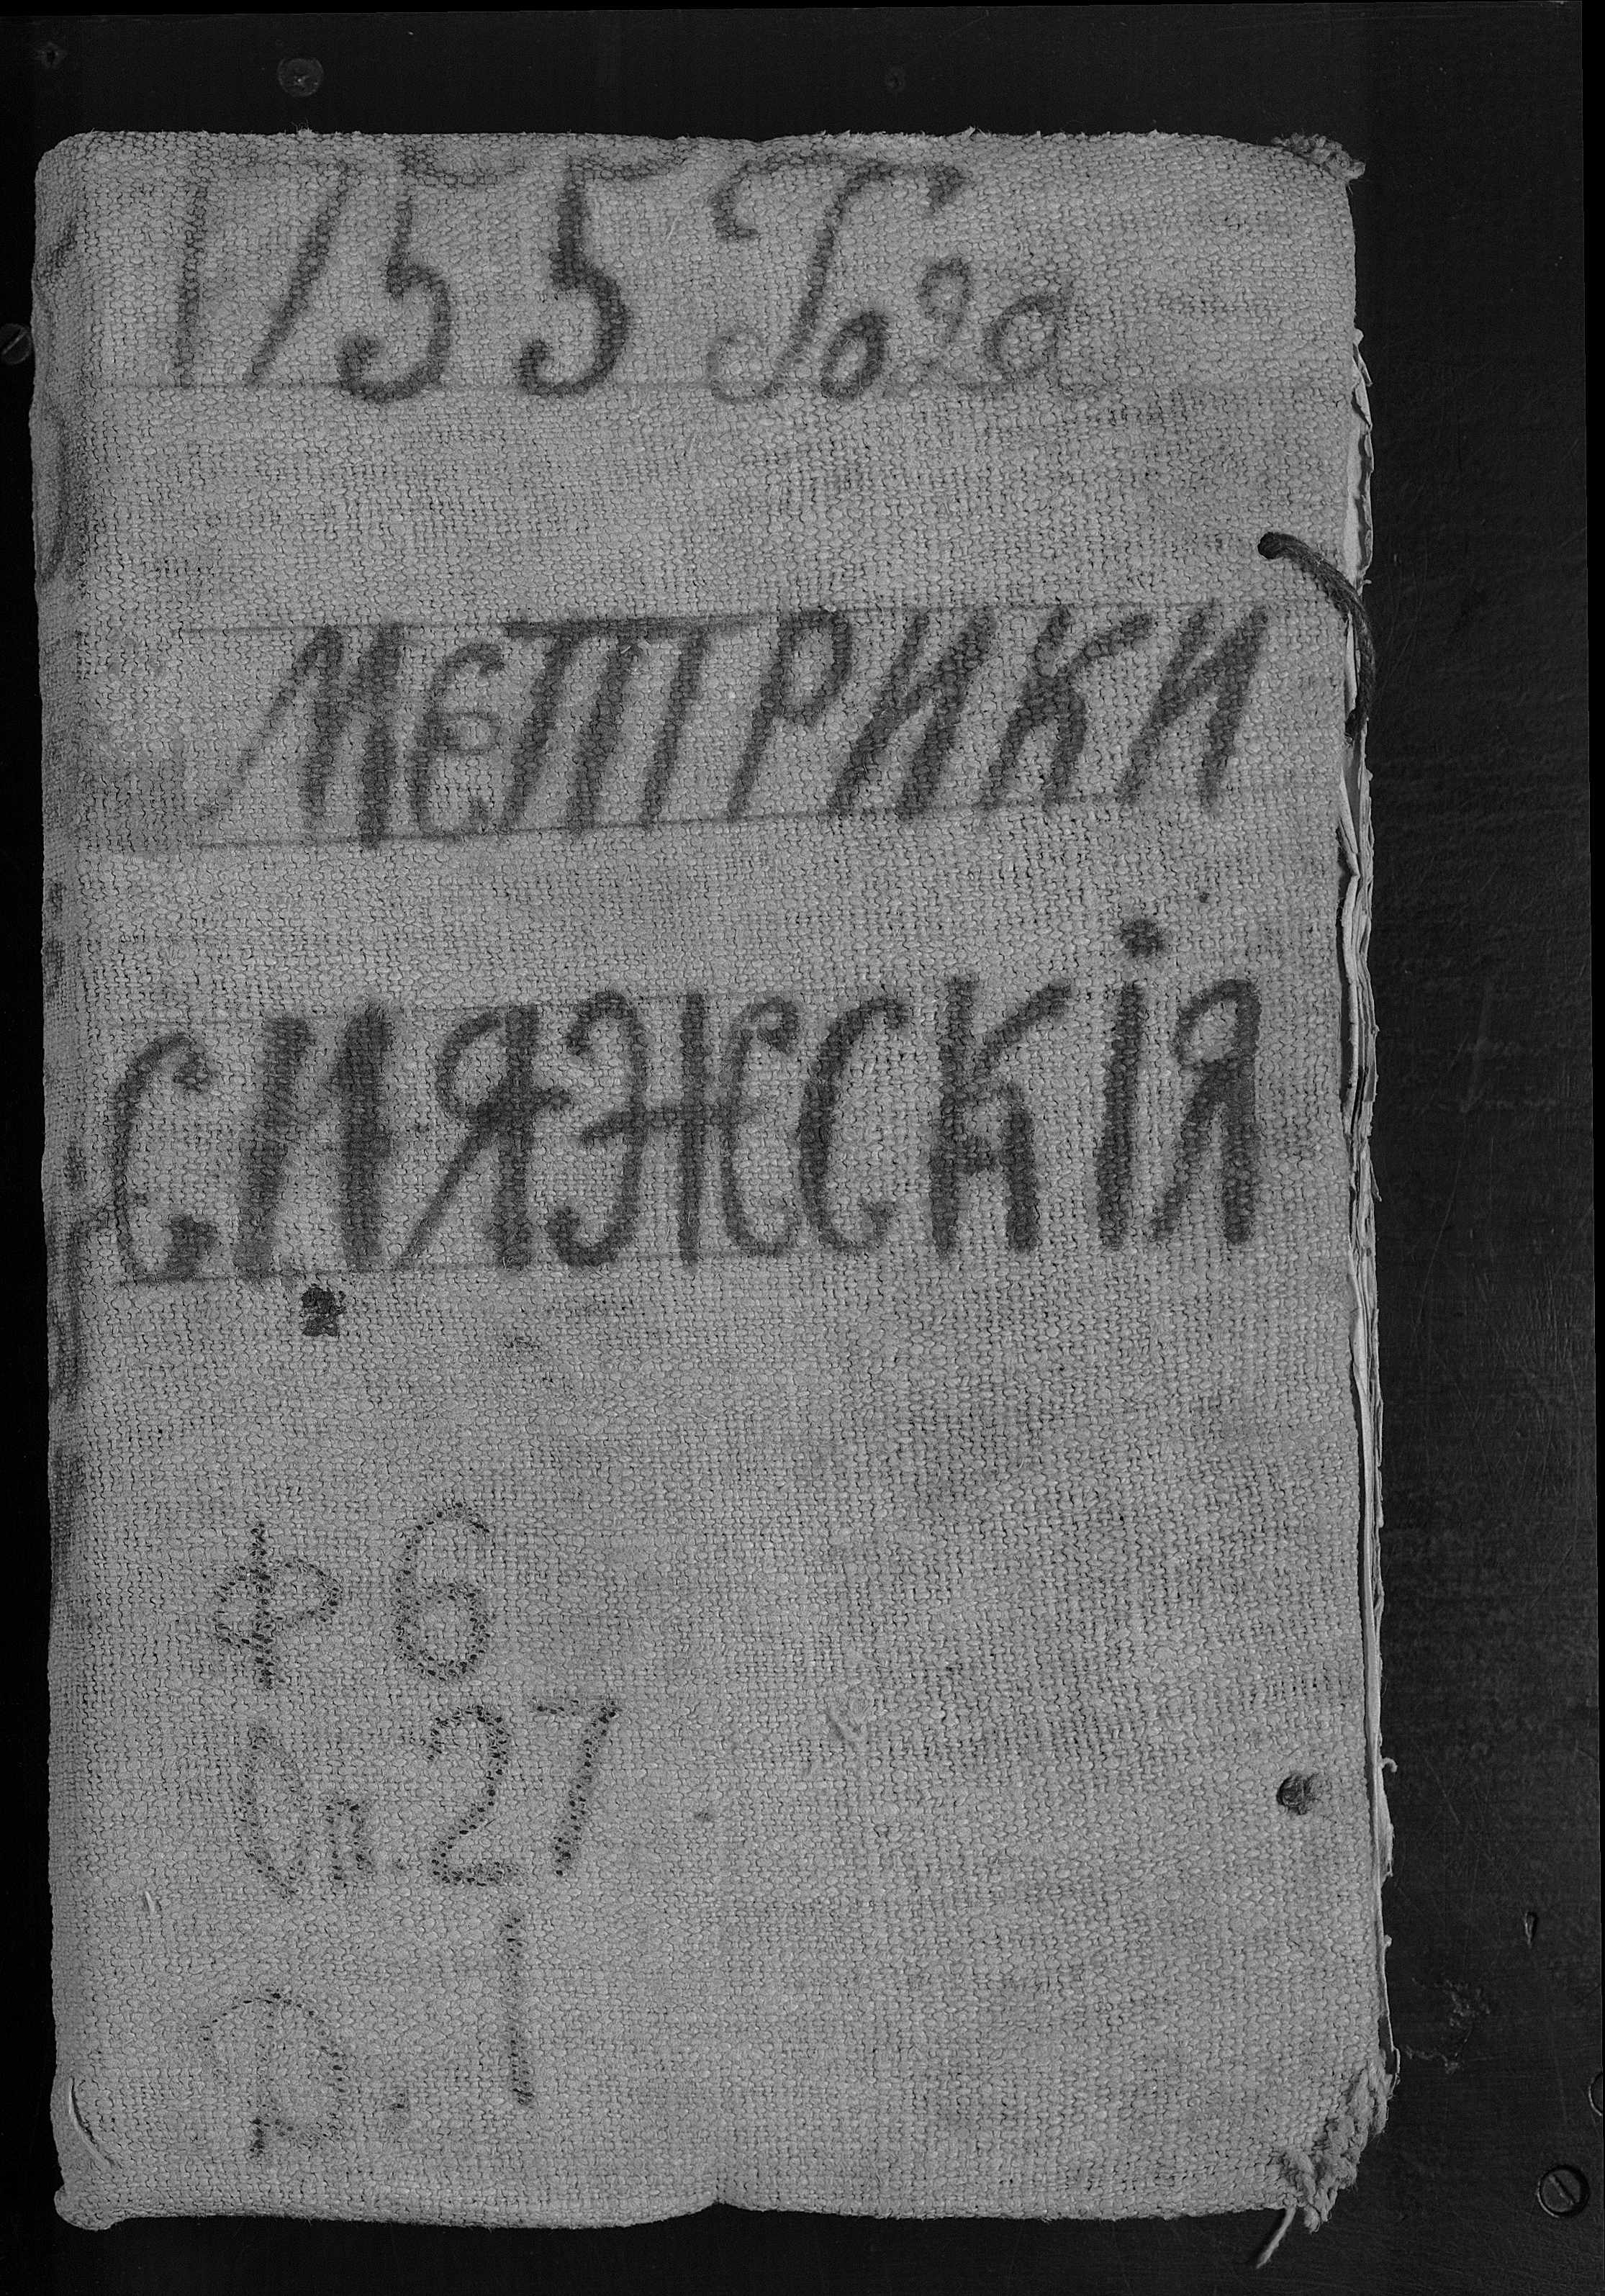 1755 Года
МЕТРИКИ
СИЯЖСКІЯ
Ф 6
Оп. 27
Д. 1